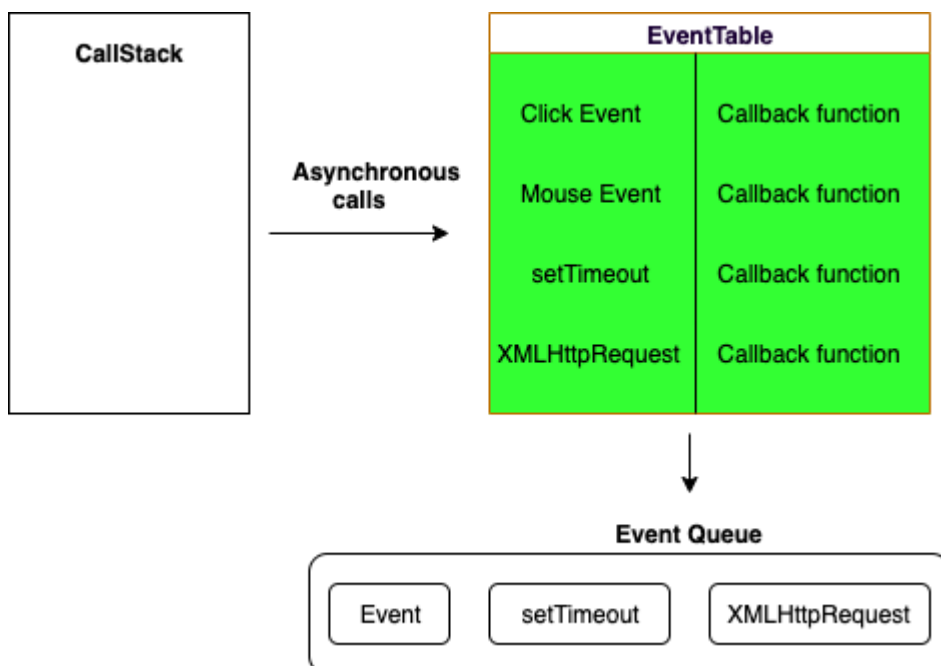 CallStack
Asynchronous
calls
EventTable
Click Event
Callback function
Mouse Event
Callback function
setTimeout
Callback function
XMLHttpRequest
Callback function
Event Queue
Event
setTimeout
XMLHttpRequest